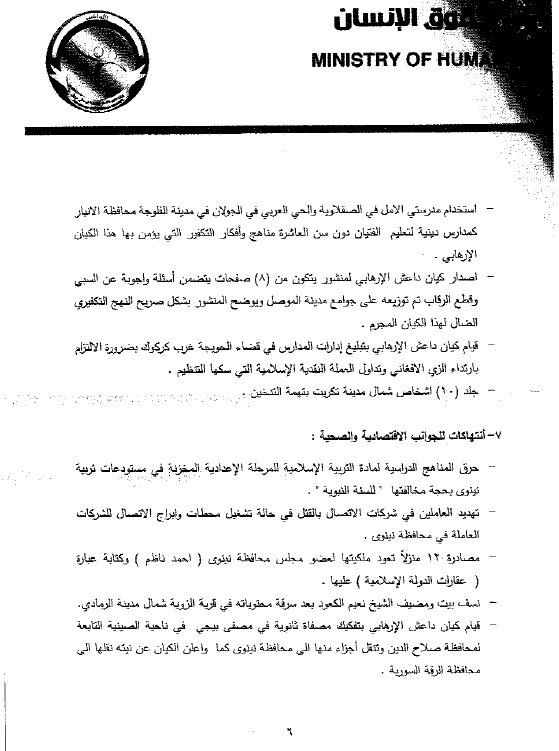 حقوق الإنسان
MINISTRY OF HUMA
- استخدام مدرستي الامل في الصقلاوية والحي العربي في الجولان في مدينة الفلوجة محافظة الانبار
كمدارس دينية لتعليم الفتيان دون سن العاشرة مناهج وأفكار التكفير التي يؤمن بها هذا الكيان
الإرهابي .
- اصدار كيان داعش الإرهابي لمنشور يتكون من (٨) صفحات يتضمن أسئلة واجوبة عن السبي
وقطع الرقاب تم توزيعه على جوامع مدينة الموصل ويوضح المنشور بشكل صريح النهج التكفيري
الضال لهذا الكيان المجرم .
- قيام كيان داعش الإرهابي بتبليغ إدارات المدارس في قضاء الحويجة غرب كركوك بضرورة الالتزام
بارتداء الزي الافغاني وتداول العملة النقدية الإسلامية التي سكها التنظيم .
- جلد (١٠) اشخاص شمال مدينة تكريت بتهمة التدخين .
٧- أنتهاكات للجوانب الاقتصادية والصحية :
- حرق المناهج الدراسية لمادة التربية الإسلامية للمرحلة الإعدادية المخزنة في مستودعات تربية
نينوى بحجة مخالفتها " للسنة النبوية " .
- تهديد العاملين في شركات الاتصال بالقتل في حالة تشغيل محطات وابراج الاتصال للشركات
العاملة في محافظة نينوى .
- مصادرة ١٢٠ منزلاً تعود ملكيتها لعضو مجلس محافظة نينوى ( احمد ناظم ) وكتابة عبارة
( عقارات الدولة الإسلامية ) عليها .
- نسف بيت ومضيف الشيخ نعيم الكعود بعد سرقة محتوياته في قرية الزوية شمال مدينة الرمادي.
- قيام كيان داعش الإرهابي بتفكيك مصفاة ثانوية في مصفى بيجي في ناحية الصينية التابعة
لمحافظة صلاح الدين وتنقل أجزاء منها الى محافظة نينوى كما واعلن الكيان عن نيته نقلها الى
محافظة الرقة السورية .
٦